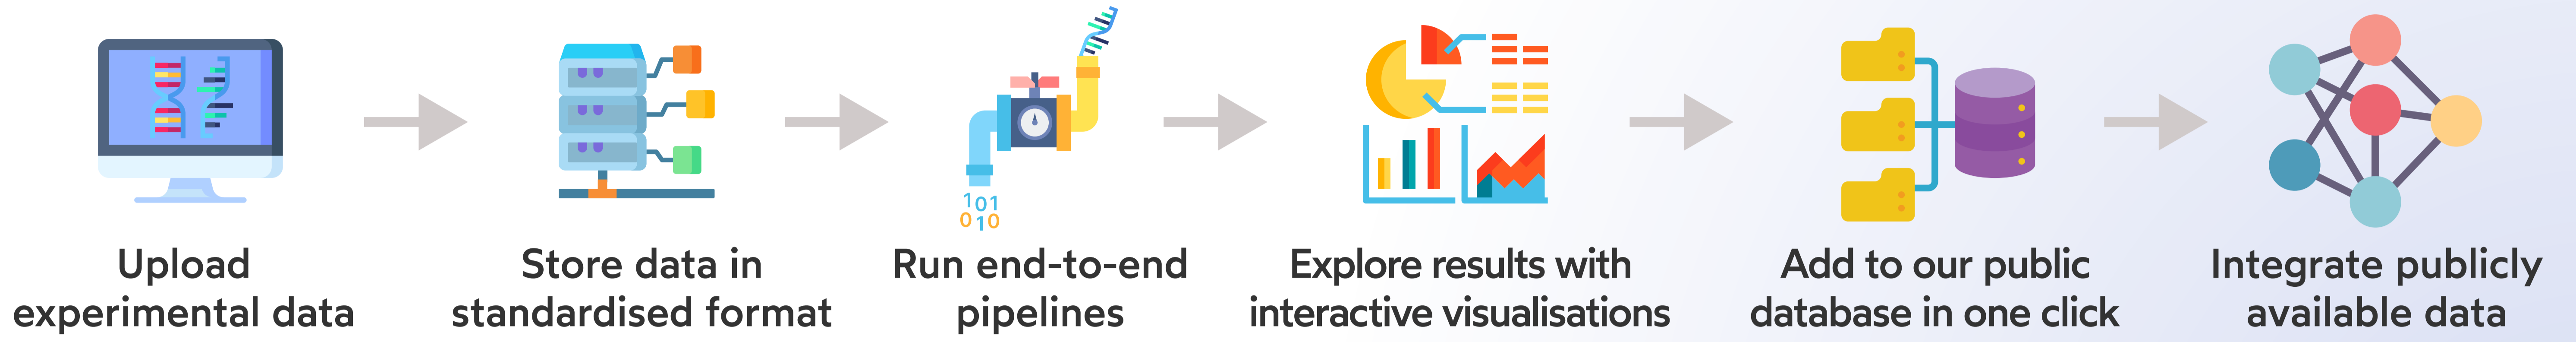 Upload
experimental data
Store data in
standardised format
101
010
Run end-to-end
pipelines
Explore results with
interactive visualisations
Add to our public
database in one click
Integrate publicly
available data